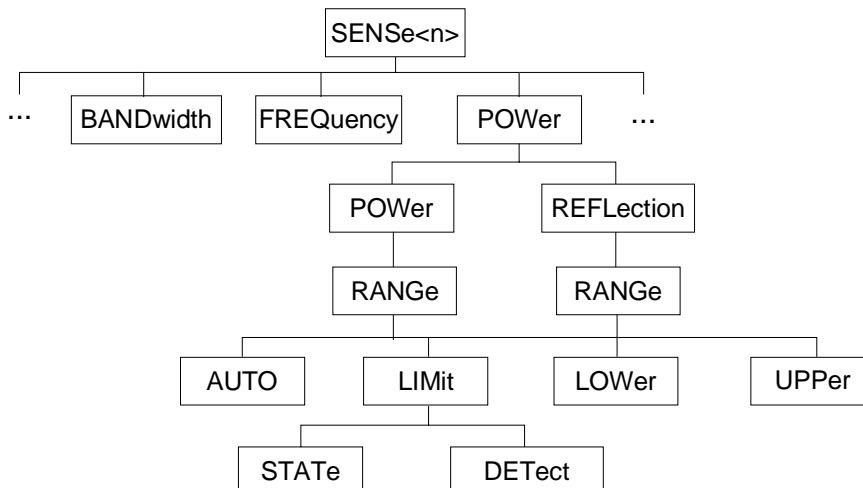 SENSe<n>
... BANDwidth FREQuency POWer ...
POWer REFLection
RANGe RANGe
AUTO LIMit LOWer UPPer
STATe DETect